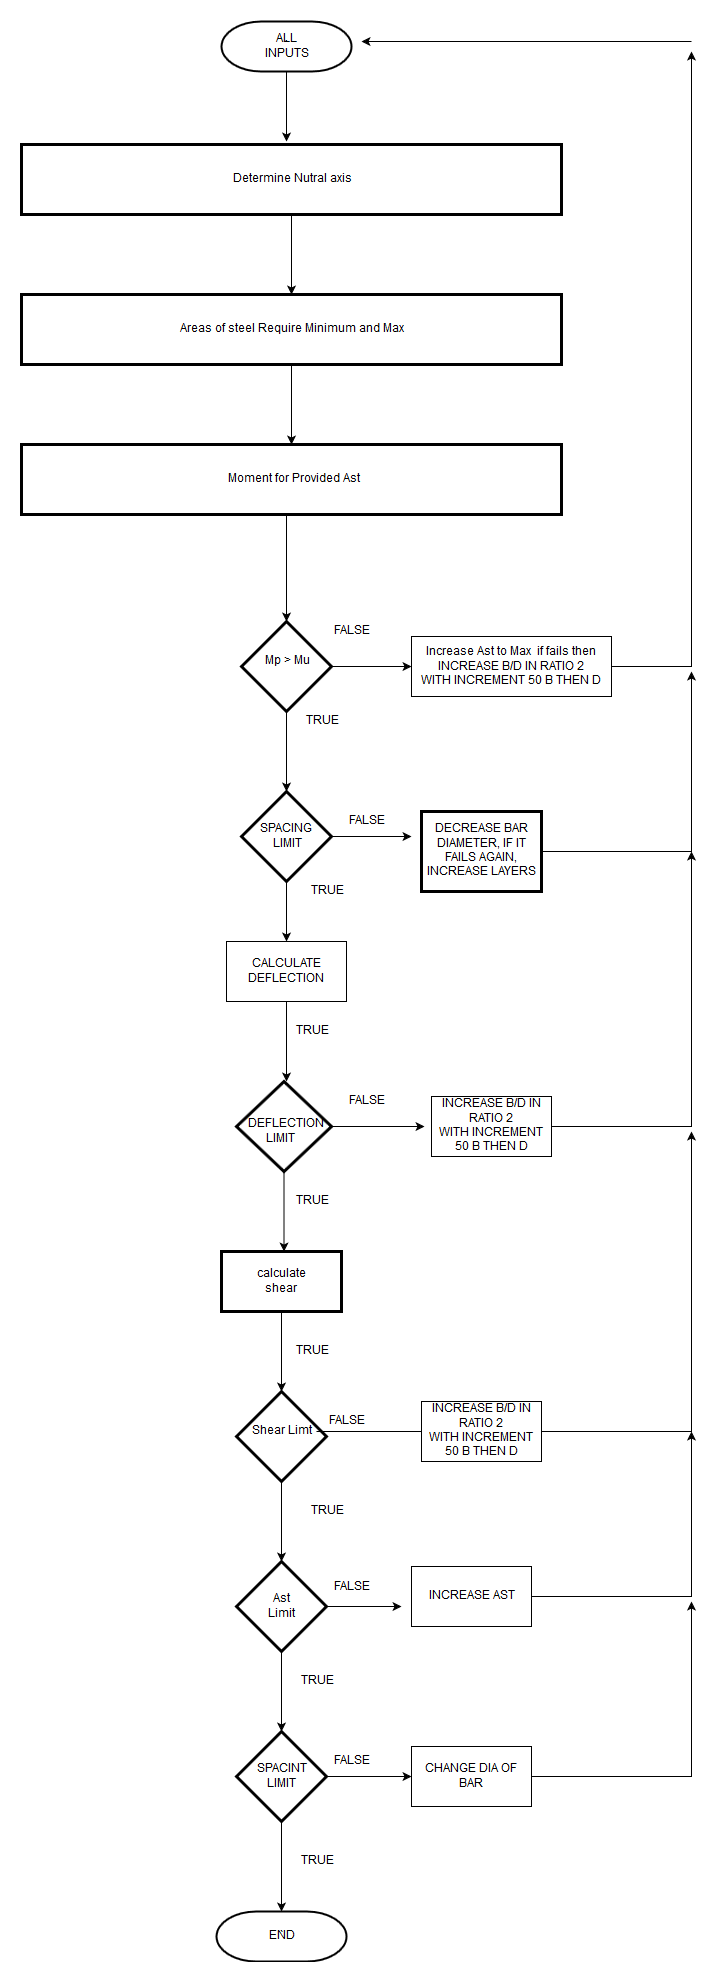 ALL
INPUTS
Determine Nutral axis
Areas of steel Require Minimum and Max
Moment for Provided Ast
FALSE
Mp > Mu
Increase Ast to Max if fails then
INCREASE B/D IN RATIO 2
WITH INCREMENT 50 B THEN D
TRUE
SPACING
LIMIT
FALSE
DECREASE BAR
DIAMETER, IF IT
FAILS AGAIN,
INCREASE LAYERS
TRUE
CALCULATE
DEFLECTION
TRUE
DEFLECTION
LIMIT
FALSE
INCREASE B/D IN
RATIO 2
WITH INCREMENT
50 B THEN D
TRUE
calculate
shear
TRUE
Shear Limt
FALSE
INCREASE B/D IN
RATIO 2
WITH INCREMENT
50 B THEN D
TRUE
Ast
Limit
FALSE
INCREASE AST
TRUE
SPACINT
LIMIT
FALSE
CHANGE DIA OF
BAR
TRUE
END